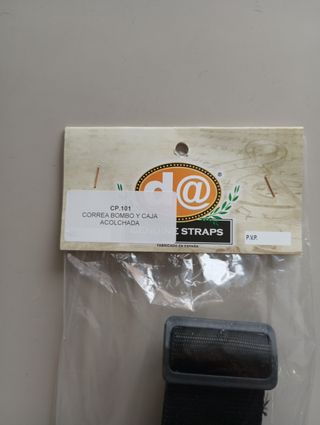 d@
CP.101
CORREA BOMBO Y CAJA
ACOLCHADA
STRAPS
FABRICADO EN ESPAÑA
P.V.P.